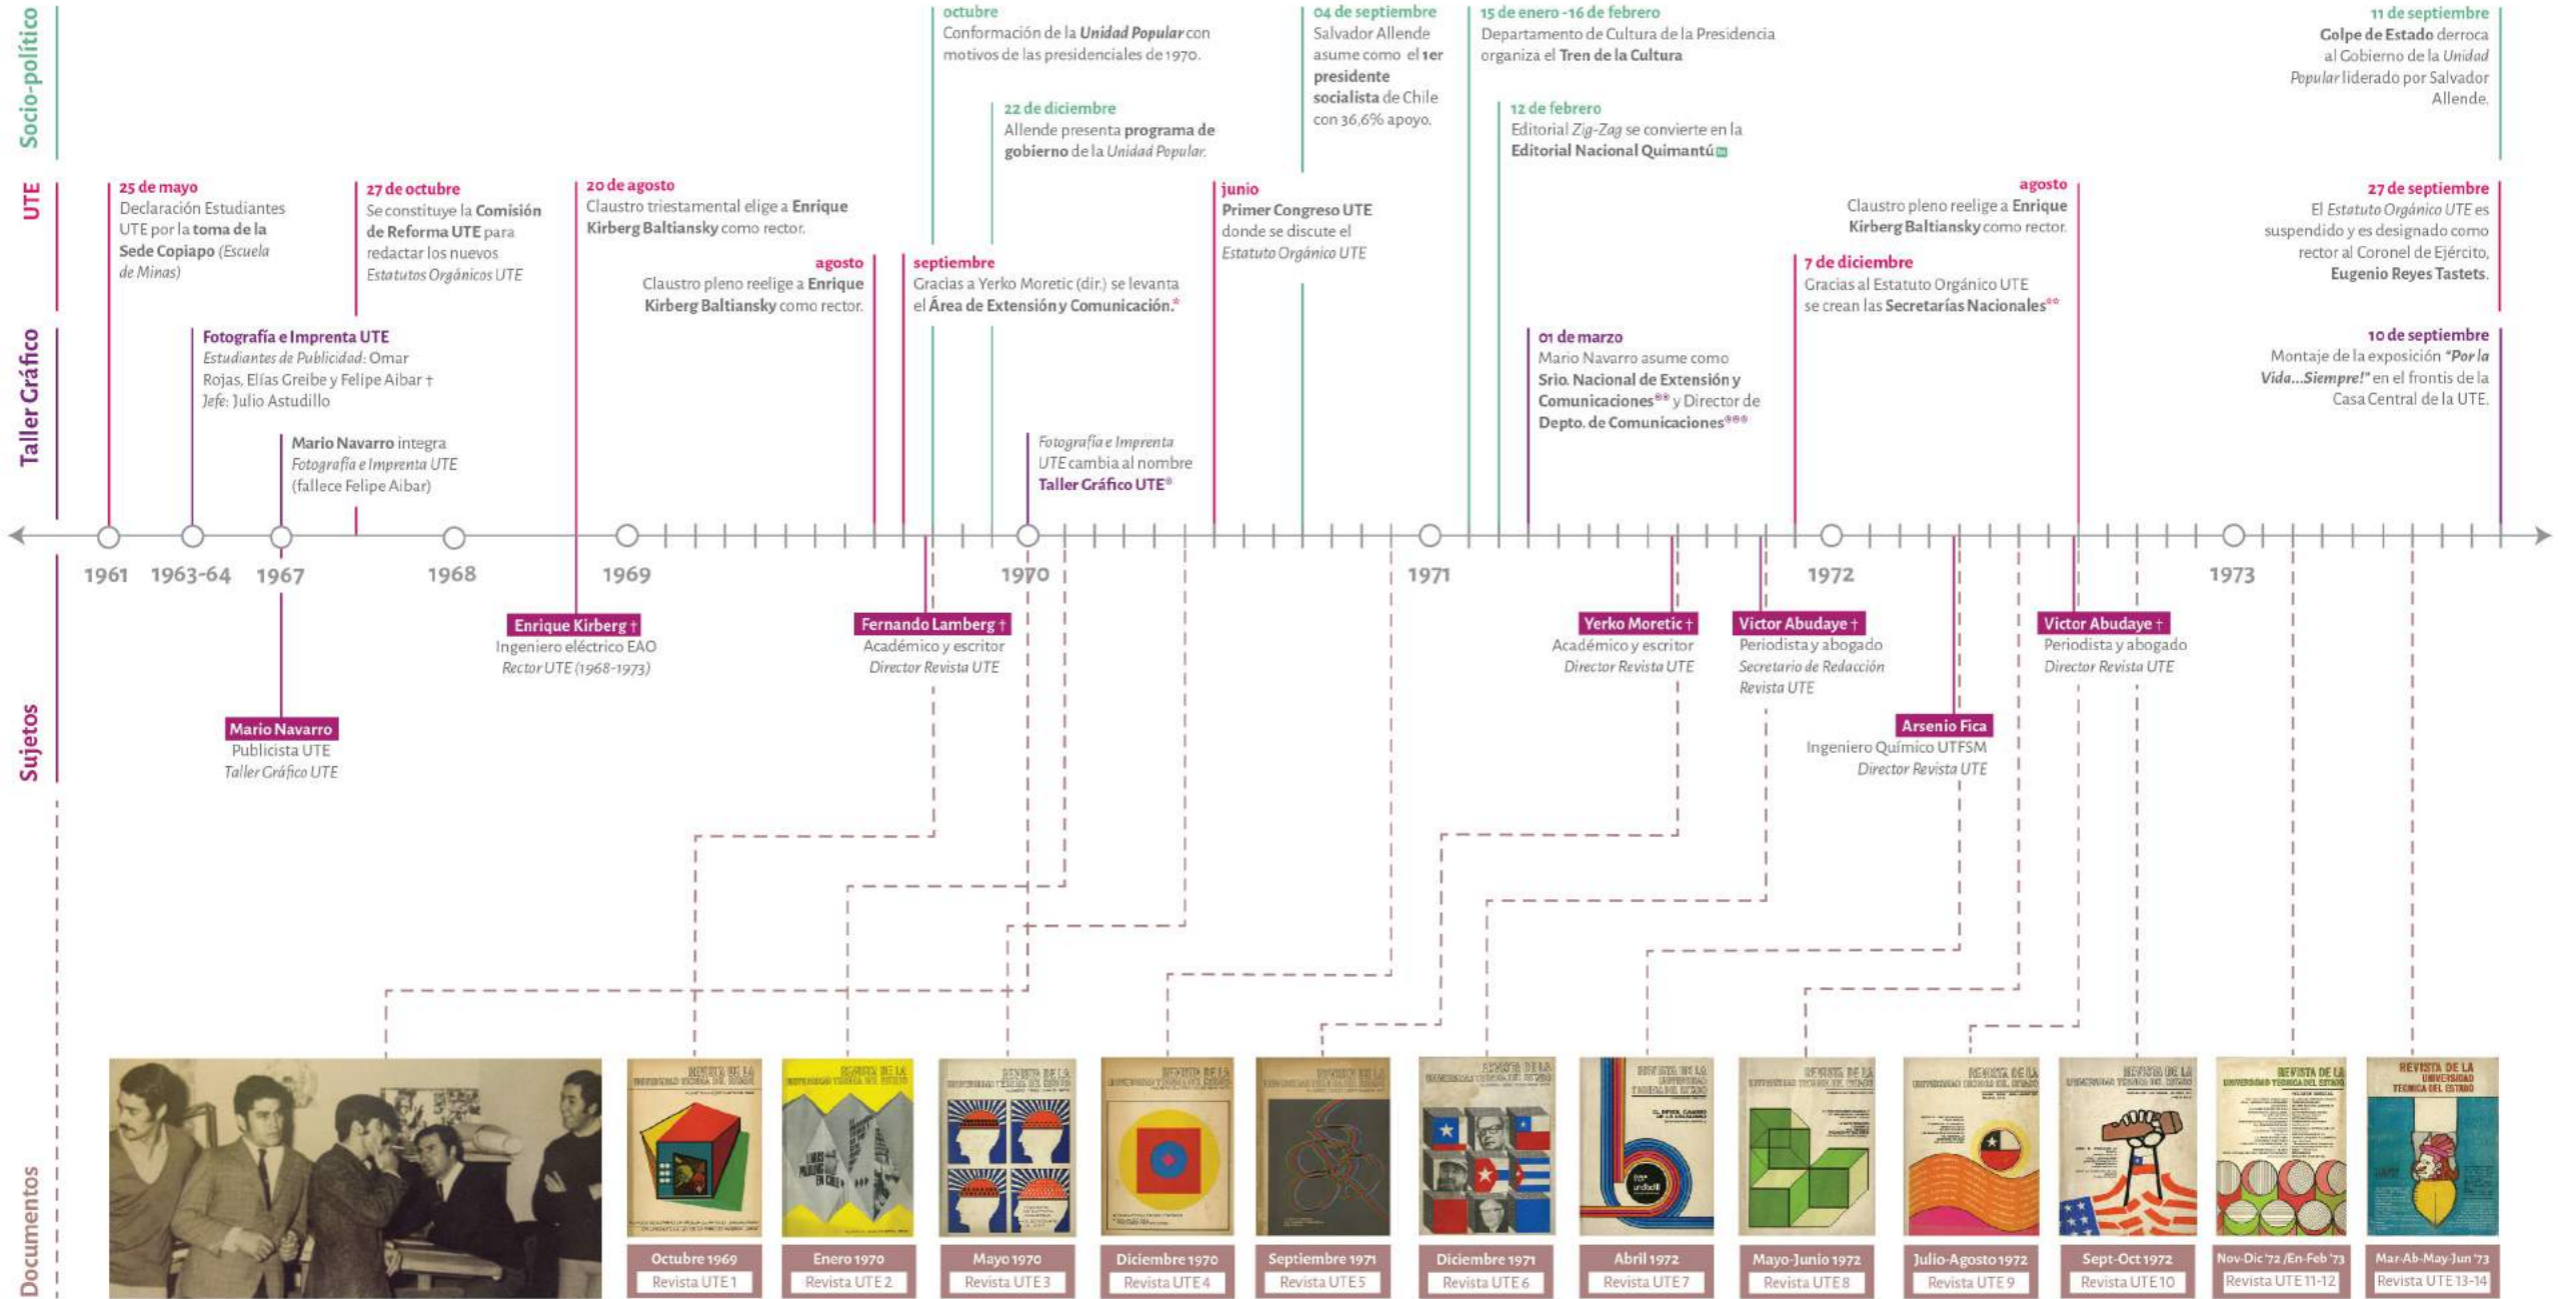 Socio-político
octubre
Conformación de la Unidad Popular con
motivos de las presidenciales de 1970.
22 de diciembre
Allende presenta programa de
gobierno de la Unidad Popular.
04 de septiembre
Salvador Allende
asume como el 1er
presidente
socialista de Chile
con 36,6% apoyo.
15 de enero -16 de febrero
Departamento de Cultura de la Presidencia
organiza el Tren de la Cultura
12 de febrero
Editorial Zig-Zag se convierte en la
Editorial Nacional Quimantú
11 de septiembre
Golpe de Estado derroca
al Gobierno de la Unidad
Popular liderado por Salvador
Allende.
UTE
25 de mayo
Declaración Estudiantes
UTE por la toma de la
Sede Copiapo (Escuela
de Minas)
27 de octubre
Se constituye la Comisión
de Reforma UTE para
redactar los nuevos
Estatutos Orgánicos UTE
20 de agosto
Claustro triestamental elige a Enrique
Kirberg Baltiansky como rector.
agosto
Claustro pleno reelige a Enrique
Kirberg Baltiansky como rector.
septiembre
Gracias a Yerko Moretic (dir.) se levanta
el Área de Extensión y Comunicación.*
junio
Primer Congreso UTE
donde se discute el
Estatuto Orgánico UTE
7 de diciembre
Gracias al Estatuto Orgánico UTE
se crean las Secretarías Nacionales**
agosto
Claustro pleno reelige a Enrique
Kirberg Baltiansky como rector.
27 de septiembre
El Estatuto Orgánico UTE es
suspendido y es designado como
rector al Coronel de Ejército,
Eugenio Reyes Tastets.
Taller Gráfico
Fotografía e Imprenta UTE
Estudiantes de Publicidad: Omar
Rojas, Elías Greibe y Felipe Aibar †
Jefe: Julio Astudillo
Mario Navarro integra
Fotografía e Imprenta UTE
(fallece Felipe Aibar)
Fotografía e Imprenta
UTE cambia al nombre
Taller Gráfico UTE®
01 de marzo
Mario Navarro asume como
Srio. Nacional de Extensión y
Comunicaciones®® y Director de
Depto. de Comunicaciones®®®
10 de septiembre
Montaje de la exposición "Por la
Vida...Siempre!" en el frontis de la
Casa Central de la UTE.
1961
1963-64
1967
1968
1969
1970
1971
1972
1973
Sujetos
Mario Navarro
Publicista UTE
Taller Gráfico UTE
Enrique Kirberg †
Ingeniero eléctrico EAO
Rector UTE (1968-1973)
Fernando Lamberg †
Académico y escritor
Director Revista UTE
Yerko Moretic †
Académico y escritor
Director Revista UTE
Victor Abudaye †
Periodista y abogado
Secretario de Redacción
Revista UTE
Arsenio Fica
Ingeniero Químico UTFSM
Director Revista UTE
Victor Abudaye †
Periodista y abogado
Director Revista UTE
Documentos
REVISTA DE LA
UNIVERSIDAD TECNICA DEL ESTADO
REVISTA DE LA
UNIVERSIDAD
TECNICA DEL ESTADO
Octubre 1969
Revista UTE 1
Enero 1970
Revista UTE 2
Mayo 1970
Revista UTE 3
Diciembre 1970
Revista UTE 4
Septiembre 1971
Revista UTE 5
Diciembre 1971
Revista UTE 6
Abril 1972
Revista UTE 7
Mayo-Junio 1972
Revista UTE 8
Julio-Agosto 1972
Revista UTE 9
Sept-Oct 1972
Revista UTE 10
Nov-Dic '72 /En-Feb '73
Revista UTE 11-12
Mar-Ab-May-Jun '73
Revista UTE 13-14